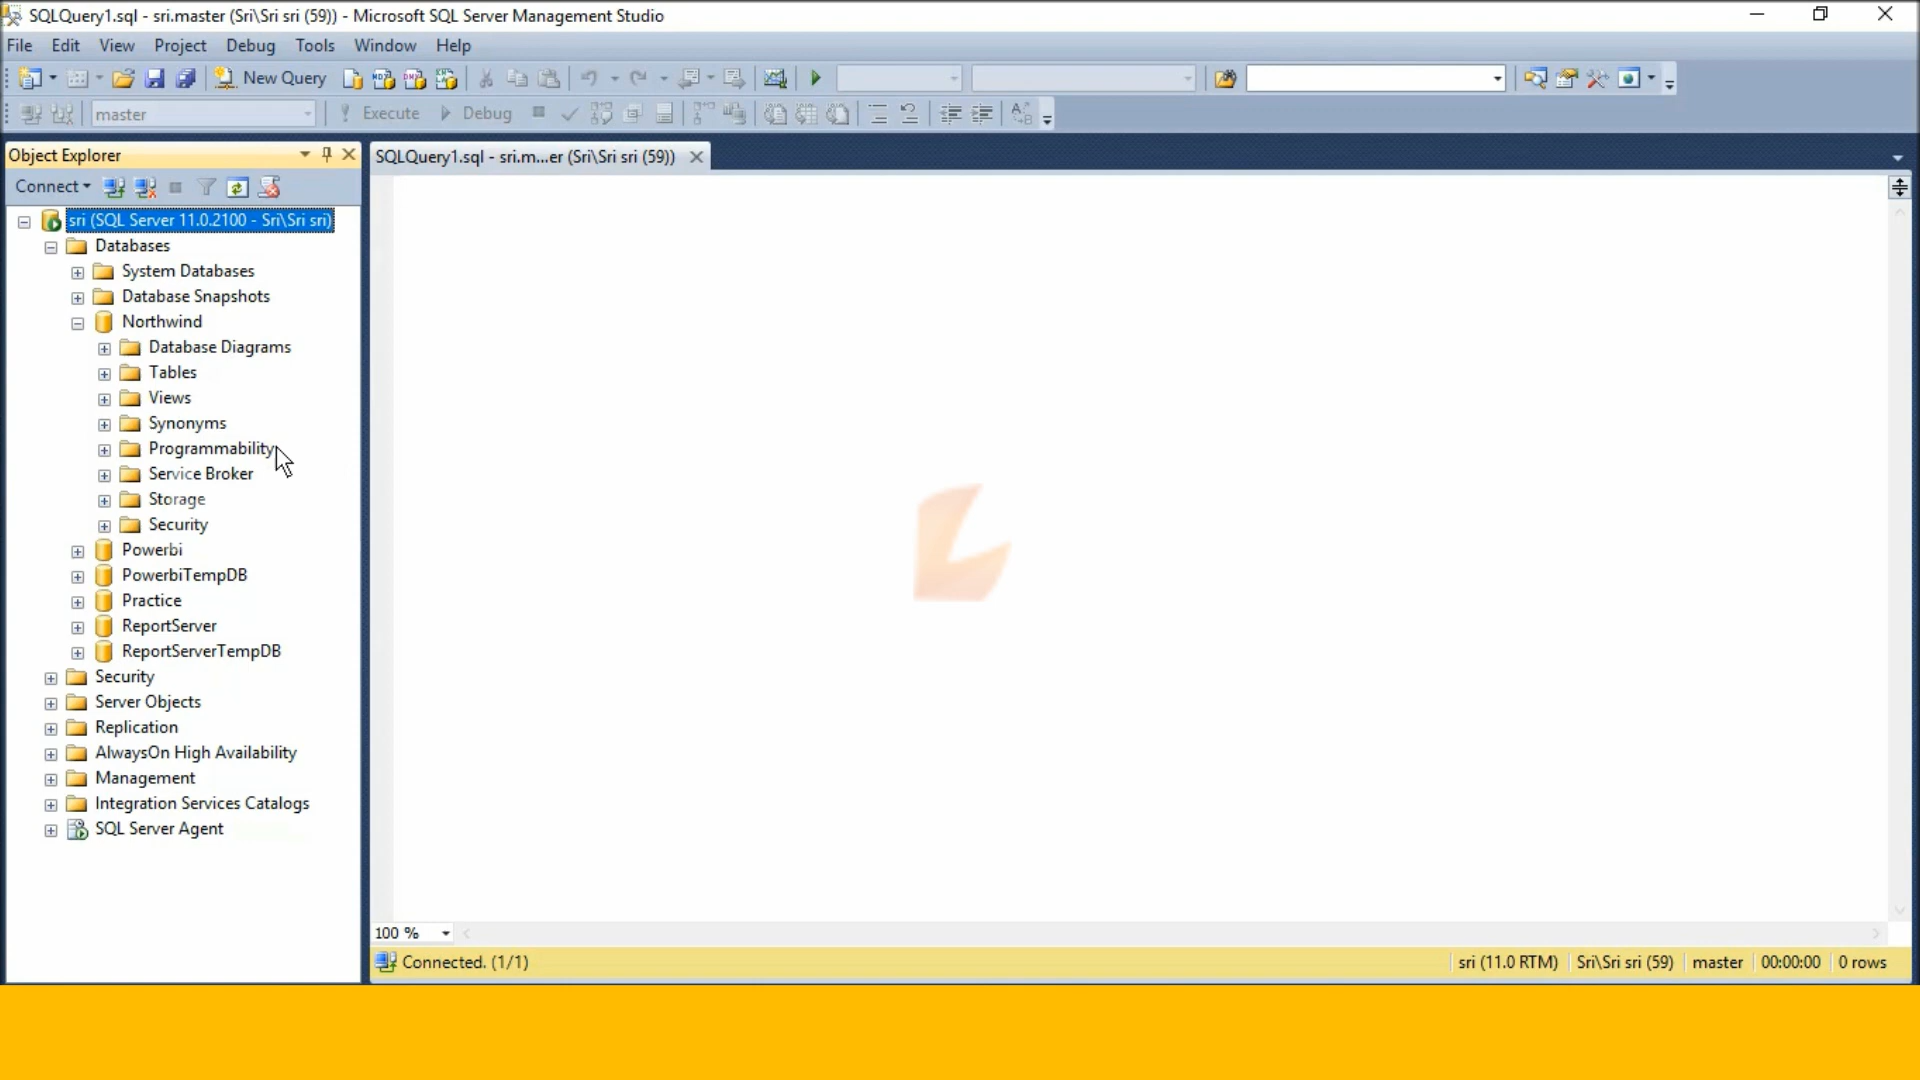 SQLQuery1.sql - sri.master (Sri\Sri sri (59)) - Microsoft SQL Server Management Studio
File Edit View Project Debug Tools Window Help
New Query
master Execute Debug
Object Explorer
SQLQuery1.sql - sri.m...er (Sri\Sri sri (59))
Connect
sri (SQL Server 11.0.2100 - Sri\Sri sri)
Databases
System Databases
Database Snapshots
Northwind
Database Diagrams
Tables
Views
Synonyms
Programmability
Service Broker
Storage
Security
Powerbi
PowerbiTempDB
Practice
ReportServer
ReportServerTempDB
Security
Server Objects
Replication
AlwaysOn High Availability
Management
Integration Services Catalogs
SQL Server Agent
100 %
Connected. (1/1) sri (11.0 RTM) Sri\Sri sri (59) master 00:00:00 0 rows